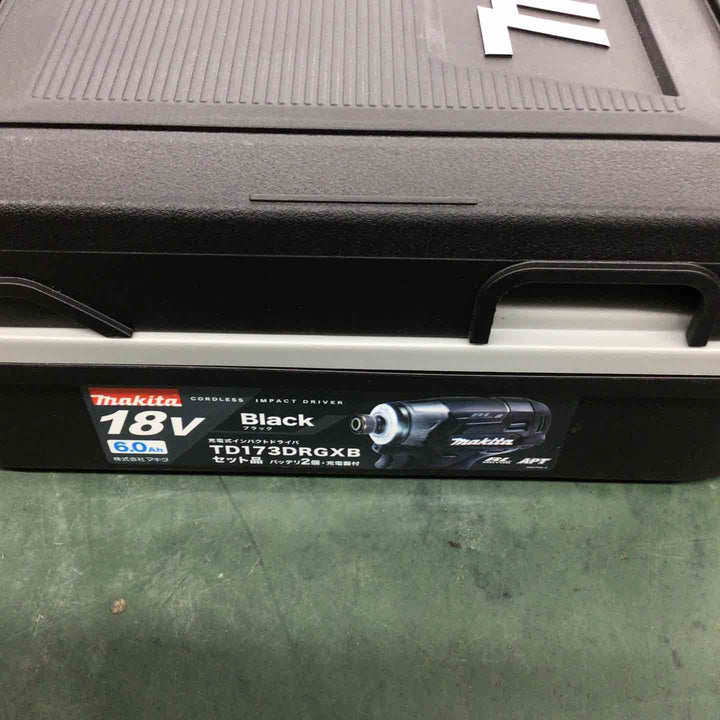 makita CORDLESS IMPACT DRIVER
18V
6.0Ah
株式会社マキタ
Black
ブラック
充電式インパクトドライバ
TD173DRGXB
セット品 バッテリ2個・充電器付
BL
makita
BL
APT